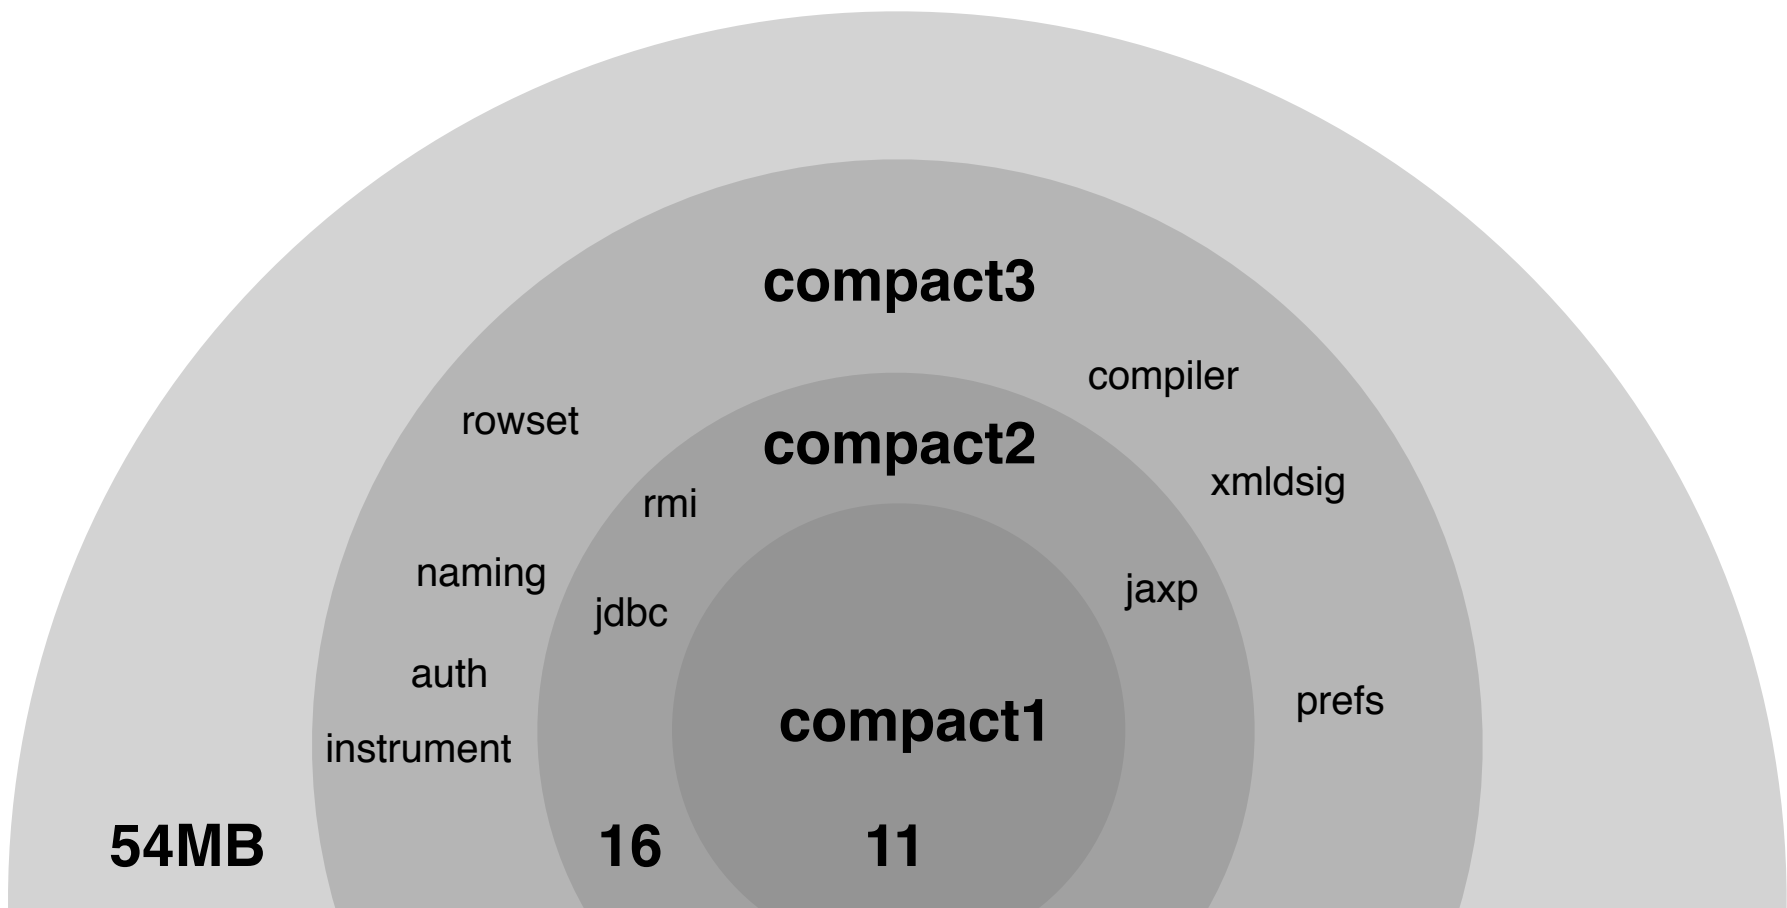 compact3
compiler
rowset
compact2
xmldsig
rmi
naming
jaxp
jdbc
auth
prefs
compact1
instrument
54MB
16
11